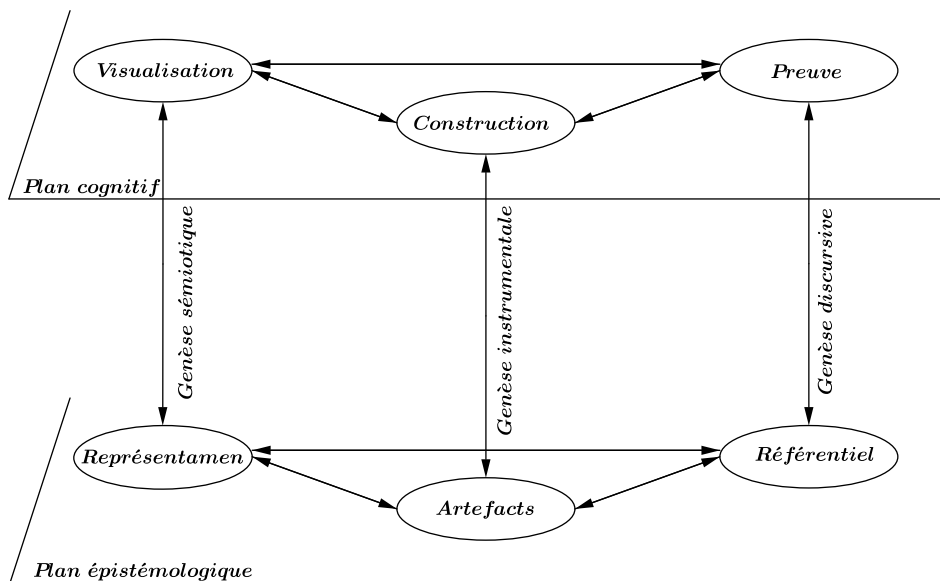 Visualisation
Preuve
Construction
Plan cognitif
Genèse sémiotique
Genèse instrumentale
Genèse discursive
Représentamen
Référentiel
Artefacts
Plan épistémologique